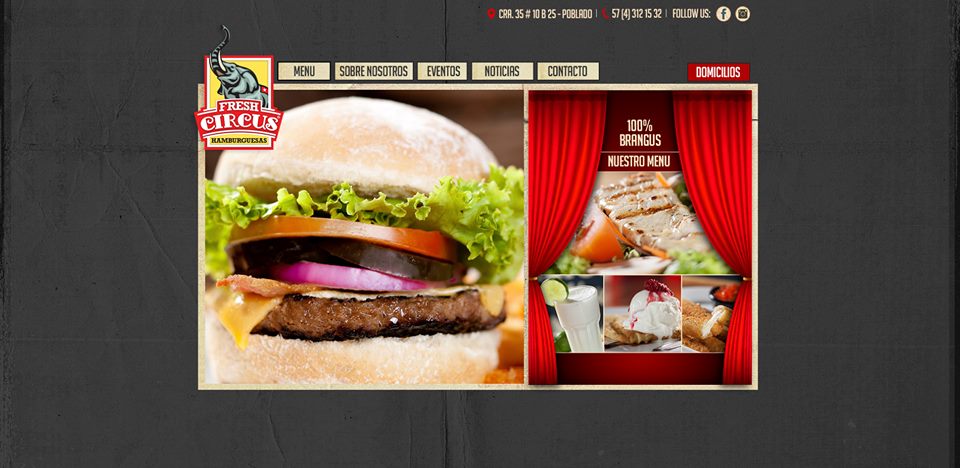 CRA. 35 # 10 B 25 - POBLADO | 57 (4) 312 15 32 | FOLLOW US:
MENU SOBRE NOSOTROS EVENTOS NOTICIAS CONTACTO DOMICILIOS
FRESH
CIRCUS
HAMBURGUESAS
100%
BRANGUS
NUESTRO MENU